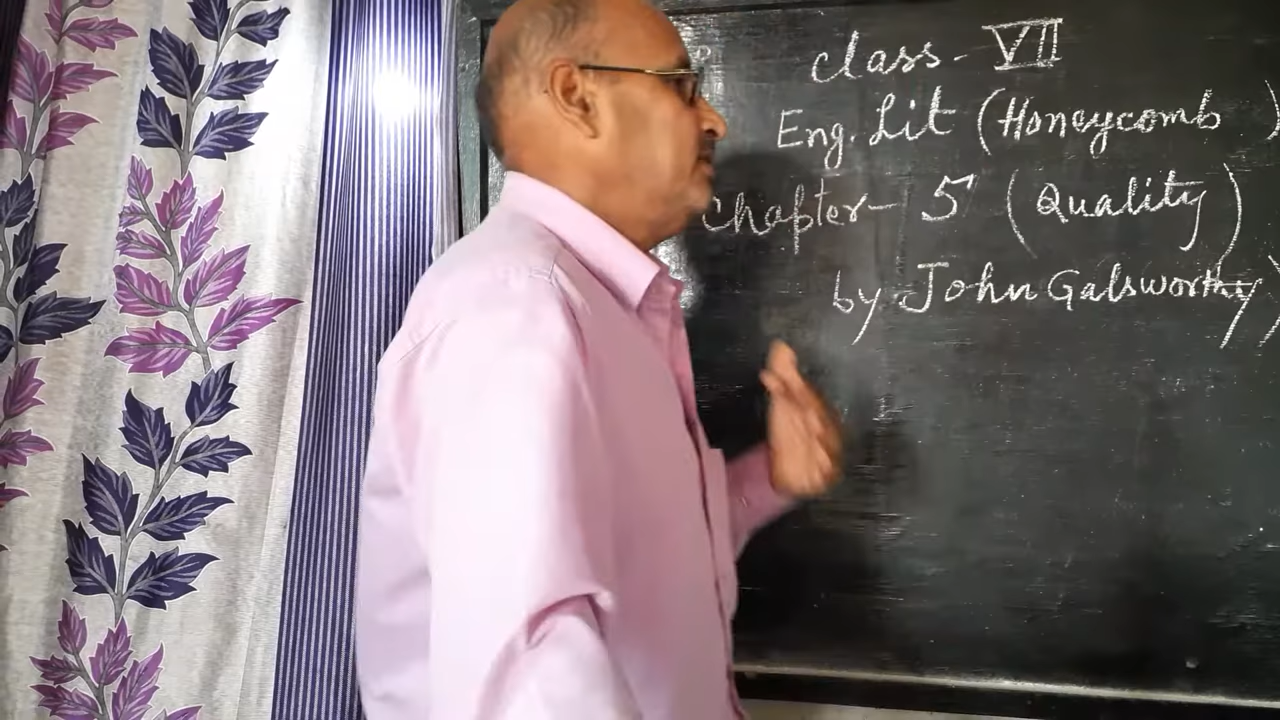 Class - VII
Eng. Lit (Honeycomb)
Chapter - 5 (Quality)
by John Galsworthy)